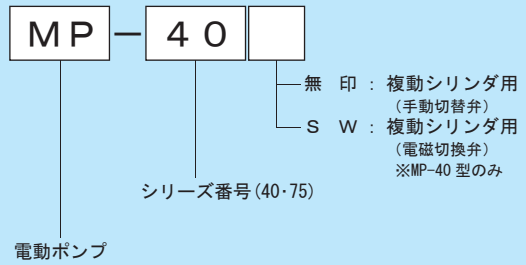 MP－40
無 印 : 複動シリンダ用
(手動切替弁)
S W : 複動シリンダ用
(電磁切換弁)
※MP-40型のみ
シリーズ番号(40･75)
電動ポンプ